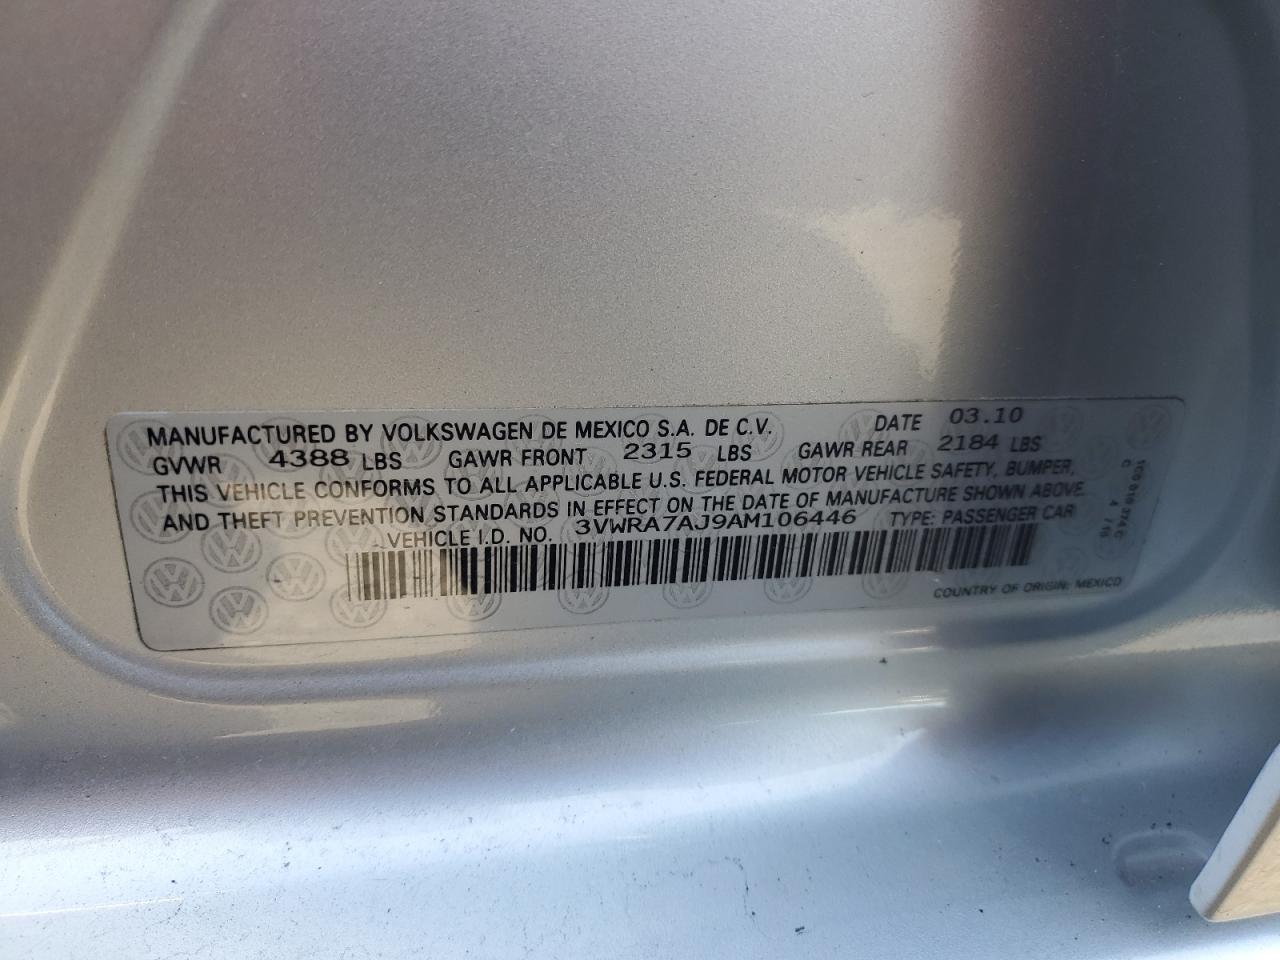 MANUFACTURED BY VOLKSWAGEN DE MEXICO S.A. DE C.V. DATE 03.10
GVWR 4388 LBS GAWR FRONT 2315 LBS GAWR REAR 2184 LBS
THIS VEHICLE CONFORMS TO ALL APPLICABLE U.S. FEDERAL MOTOR VEHICLE SAFETY, BUMPER,
AND THEFT PREVENTION STANDARDS IN EFFECT ON THE DATE OF MANUFACTURE SHOWN ABOVE.
VEHICLE I.D. NO. 3VWRA7AJ9AM106446 TYPE: PASSENGER CAR
COUNTRY OF ORIGIN: MEXICO